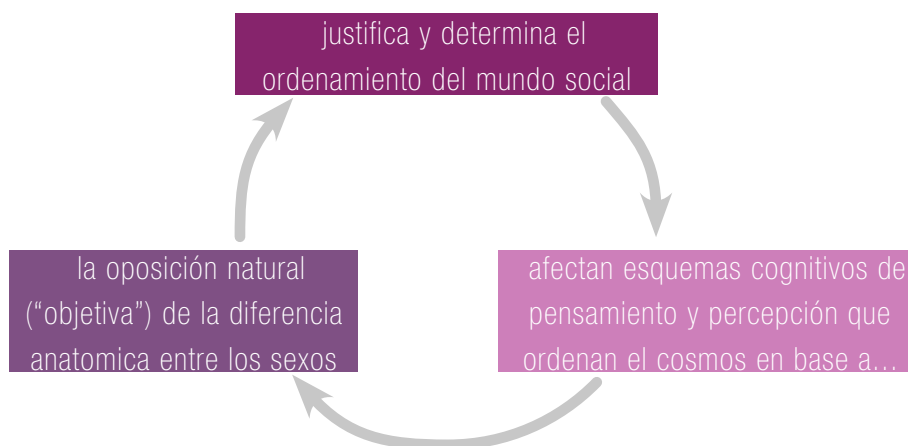 justifica y determina el
ordenamiento del mundo social
la oposición natural
(“objetiva”) de la diferencia
anatomica entre los sexos
afectan esquemas cognitivos de
pensamiento y percepción que
ordenan el cosmos en base a...